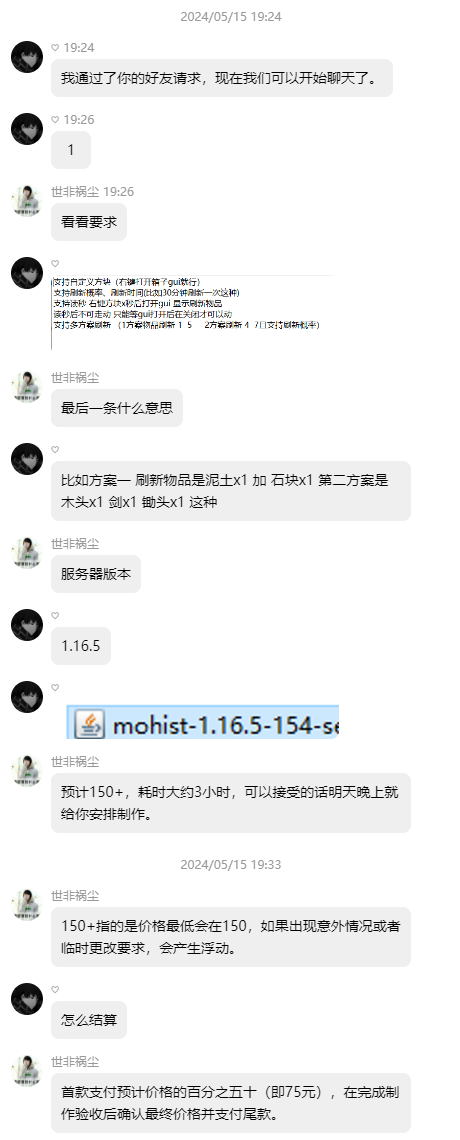 2024/05/15 19:24
♡ 19:24
我通过了你的好友请求，现在我们可以开始聊天了。
♡ 19:26
1
世非祸尘 19:26
看看要求
♡
支持自定义方块（右键打开箱子gui就行）
支持刷新概率、刷新时间(比如30分钟刷新一次这种)
支持读秒 右键方块x秒后打开gui 显示刷新物品
读秒后不可走动 只能等gui打开后在关闭才可以动
支持多方案刷新 （1方案物品刷新 1-5 2方案刷新 4-7日支持刷新概率）
世非祸尘
最后一条什么意思
♡
比如方案一 刷新物品是泥土x1 加 石块x1 第二方案是
木头x1 剑x1 锄头x1 这种
世非祸尘
服务器版本
♡
1.16.5
♡
mohist-1.16.5-154-se
世非祸尘
预计150+，耗时大约3小时，可以接受的话明天晚上就
给你安排制作。
2024/05/15 19:33
世非祸尘
150+指的是价格最低会在150，如果出现意外情况或者
临时更改要求，会产生浮动。
♡
怎么结算
世非祸尘
首款支付预计价格的百分之五十（即75元），在完成制
作验收后确认最终价格并支付尾款。